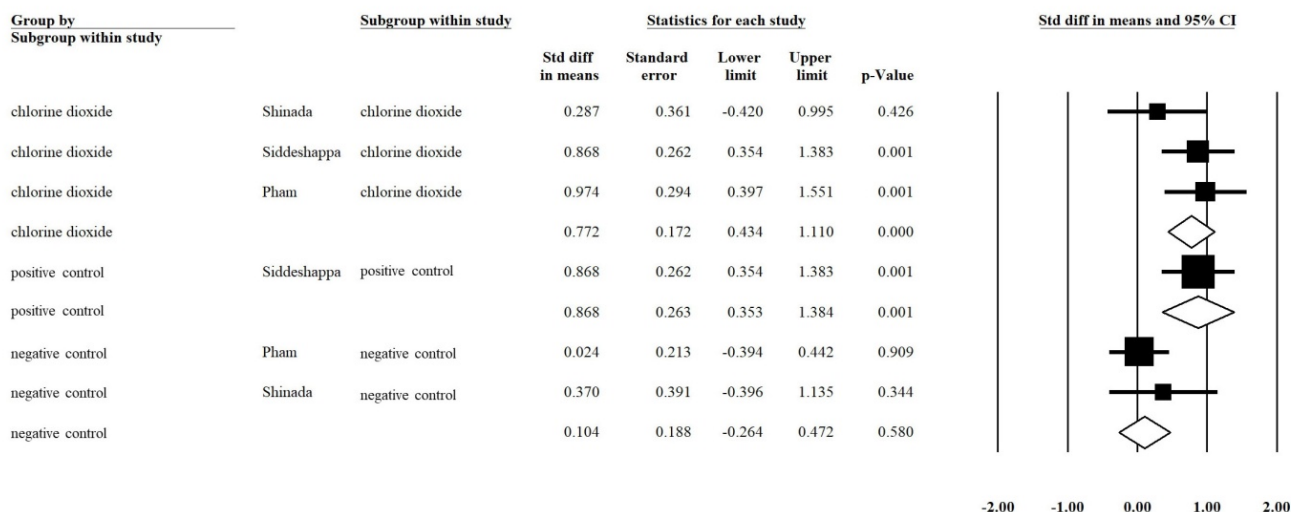 Group by Subgroup within study Statistics for each study Std diff in means and 95% CI
Subgroup within study
Std diff Standard Lower Upper
in means error limit limit p-Value
chlorine dioxide Shinada chlorine dioxide 0.287 0.361 -0.420 0.995 0.426
chlorine dioxide Siddeshappa chlorine dioxide 0.868 0.262 0.354 1.383 0.001
chlorine dioxide Pham chlorine dioxide 0.974 0.294 0.397 1.551 0.001
chlorine dioxide 0.772 0.172 0.434 1.110 0.000
positive control Siddeshappa positive control 0.868 0.262 0.354 1.383 0.001
positive control 0.868 0.263 0.353 1.384 0.001
negative control Pham negative control 0.024 0.213 -0.394 0.442 0.909
negative control Shinada negative control 0.370 0.391 -0.396 1.135 0.344
negative control 0.104 0.188 -0.264 0.472 0.580
-2.00 -1.00 0.00 1.00 2.00